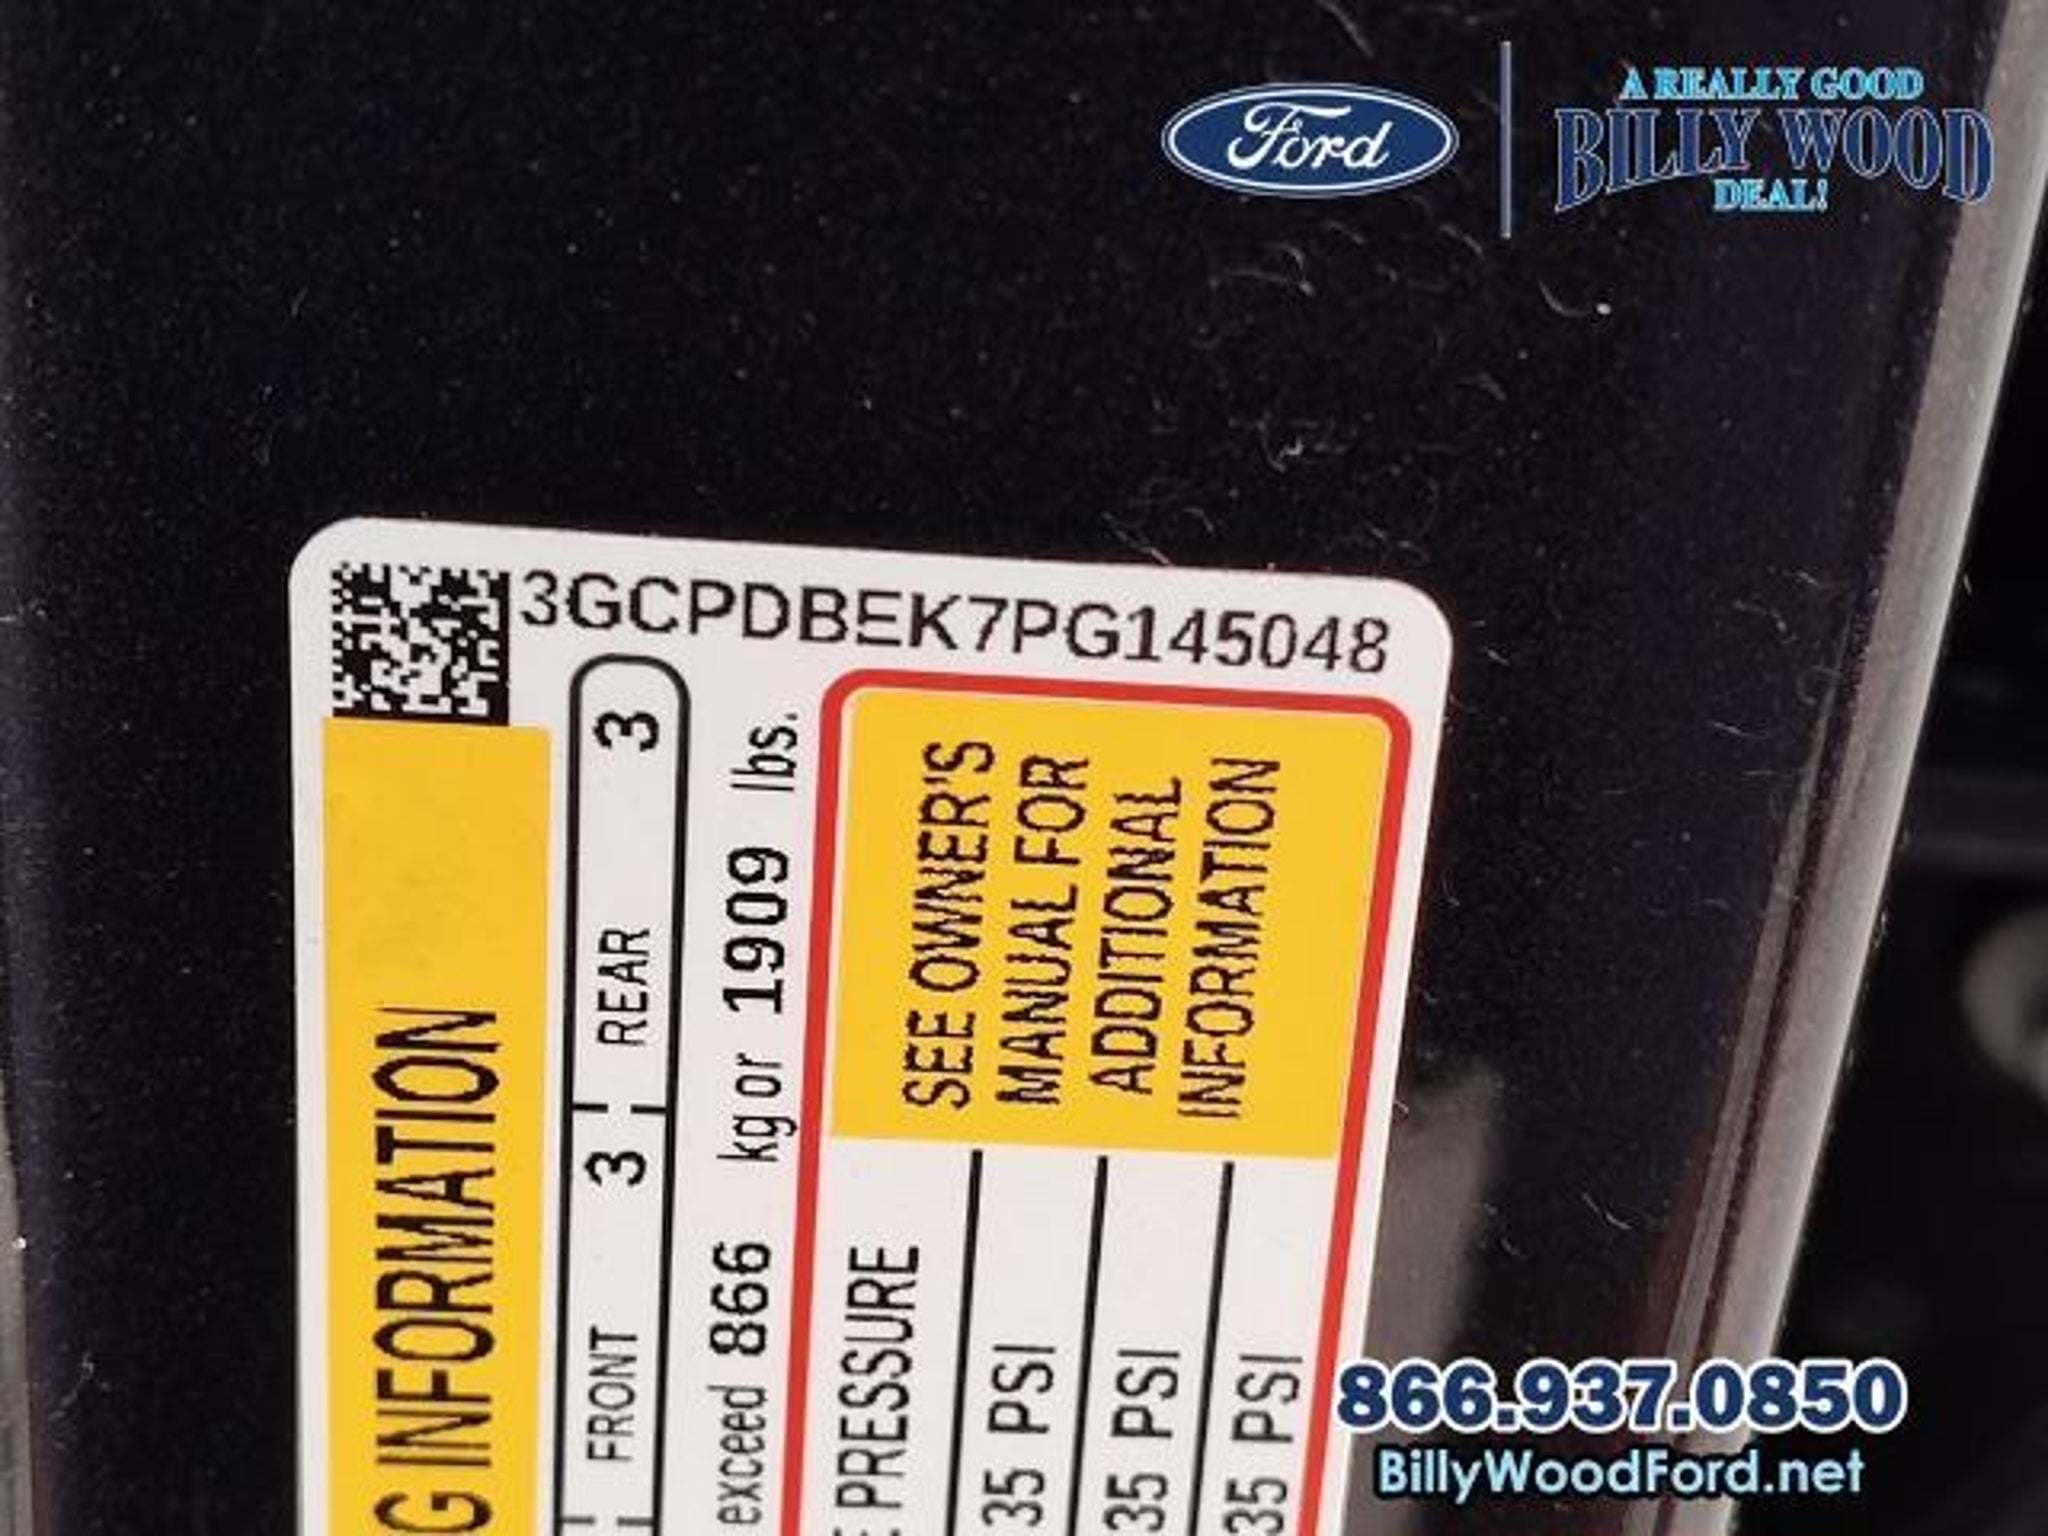 Ford
A REALLY GOOD
BILLY WOOD
DEAL!
3GCPDBEK7PG145048
G INFORMATION
FRONT 3 REAR 3
exceed 866 kg or 1909 lbs.
E PRESSURE
SEE OWNER'S
MANUAL FOR
ADDITIONAL
INFORMATION
35 PSI
35 PSI
35 PSI
866.937.0850
BillyWoodFord.net